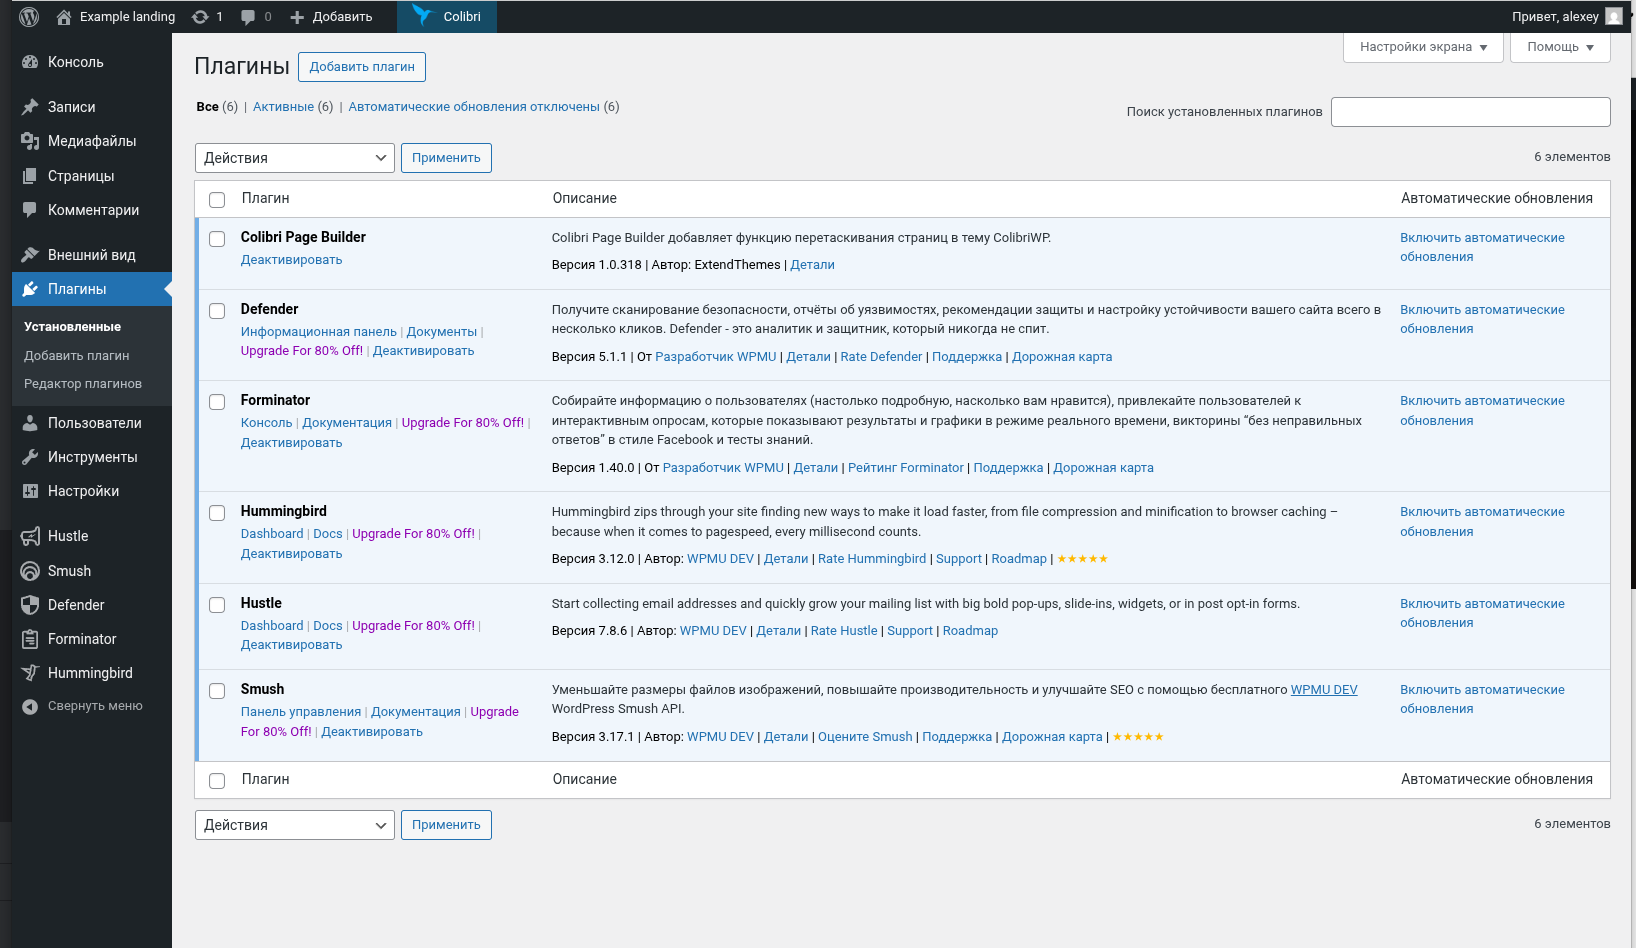 Example landing 1 0 Добавить Colibri Привет, alexey
Настройки экрана Помощь
Консоль
Записи
Медиафайлы
Страницы
Комментарии
Внешний вид
Плагины
Установленные
Добавить плагин
Редактор плагинов
Пользователи
Инструменты
Настройки
Hustle
Smush
Defender
Forminator
Hummingbird
Свернуть меню
Плагины Добавить плагин
Все (6) | Активные (6) | Автоматические обновления отключены (6)
Поиск установленных плагинов
Действия Применить 6 элементов
Плагин Описание Автоматические обновления
Colibri Page Builder
Деактивировать
Colibri Page Builder добавляет функцию перетаскивания страниц в тему ColibriWP.
Версия 1.0.318 | Автор: ExtendThemes | Детали
Включить автоматические
обновления
Defender
Информационная панель | Документы |
Upgrade For 80% Off! | Деактивировать
Получите сканирование безопасности, отчёты об уязвимостях, рекомендации защиты и настройку устойчивости вашего сайта всего в
несколько кликов. Defender - это аналитик и защитник, который никогда не спит.
Версия 5.1.1 | От Разработчик WPMU | Детали | Rate Defender | Поддержка | Дорожная карта
Включить автоматические
обновления
Forminator
Консоль | Документация | Upgrade For 80% Off! |
Деактивировать
Собирайте информацию о пользователях (настолько подробную, насколько вам нравится), привлекайте пользователей к
интерактивным опросам, которые показывают результаты и графики в режиме реального времени, викторины “без неправильных
ответов” в стиле Facebook и тесты знаний.
Версия 1.40.0 | От Разработчик WPMU | Детали | Рейтинг Forminator | Поддержка | Дорожная карта
Включить автоматические
обновления
Hummingbird
Dashboard | Docs | Upgrade For 80% Off! |
Деактивировать
Hummingbird zips through your site finding new ways to make it load faster, from file compression and minification to browser caching –
because when it comes to pagespeed, every millisecond counts.
Версия 3.12.0 | Автор: WPMU DEV | Детали | Rate Hummingbird | Support | Roadmap | ★★★★★
Включить автоматические
обновления
Hustle
Dashboard | Docs | Upgrade For 80% Off! |
Деактивировать
Start collecting email addresses and quickly grow your mailing list with big bold pop-ups, slide-ins, widgets, or in post opt-in forms.
Версия 7.8.6 | Автор: WPMU DEV | Детали | Rate Hustle | Support | Roadmap
Включить автоматические
обновления
Smush
Панель управления | Документация | Upgrade
For 80% Off! | Деактивировать
Уменьшайте размеры файлов изображений, повышайте производительность и улучшайте SEO с помощью бесплатного WPMU DEV
WordPress Smush API.
Версия 3.17.1 | Автор: WPMU DEV | Детали | Оцените Smush | Поддержка | Дорожная карта | ★★★★★
Включить автоматические
обновления
Плагин Описание Автоматические обновления
Действия Применить 6 элементов